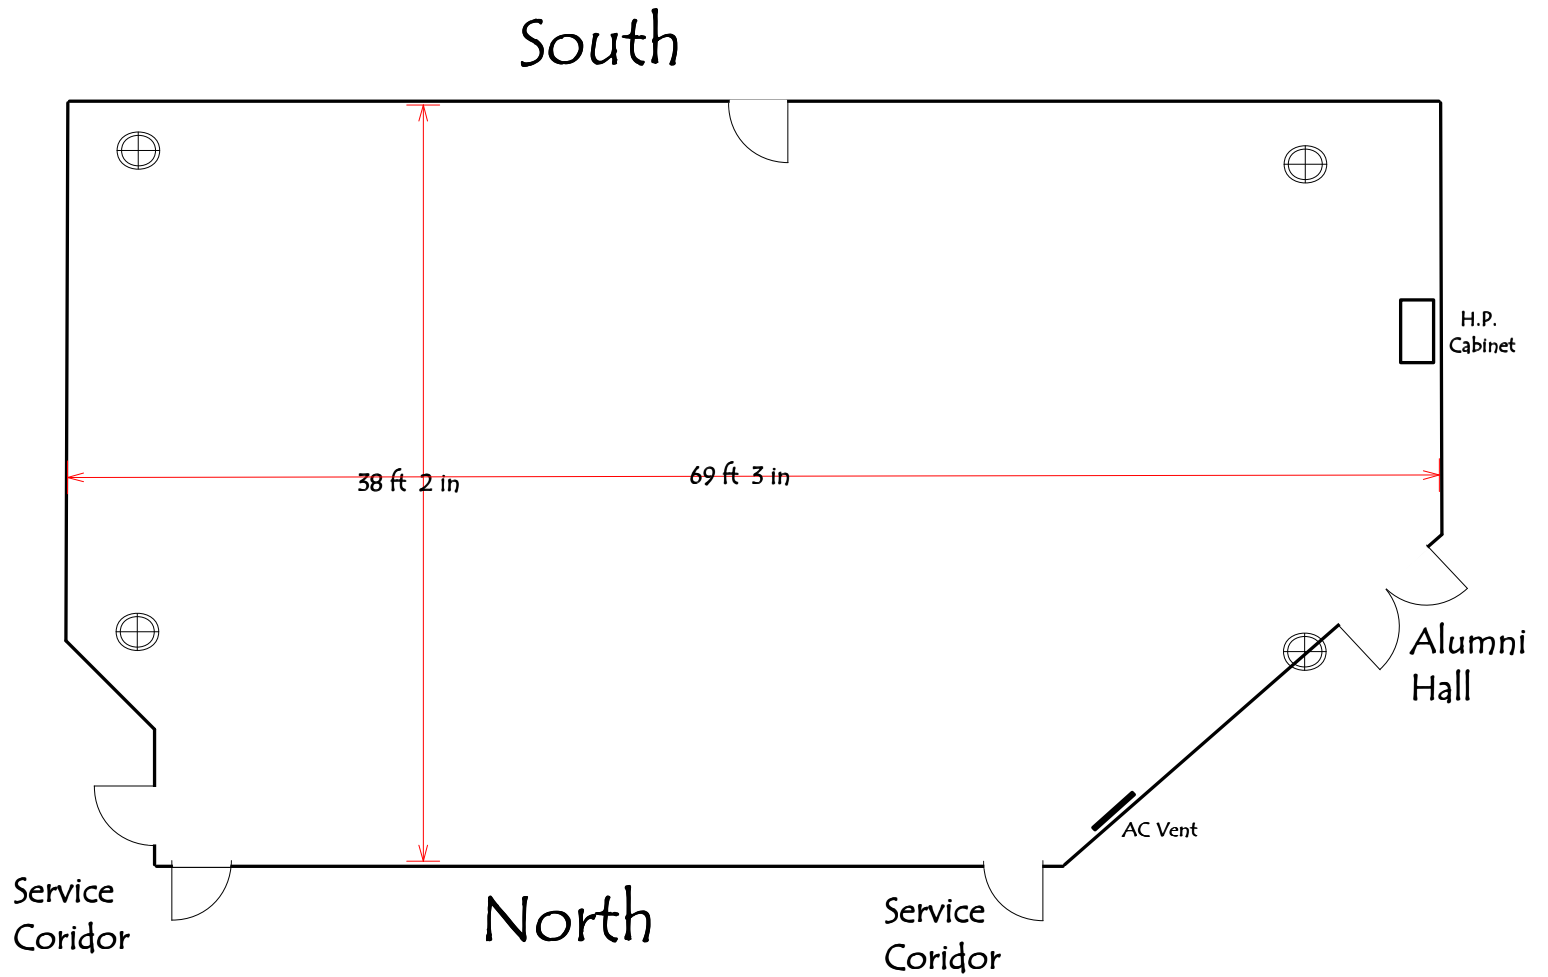 South
H.P.
Cabinet
38 ft 2 in
69 ft 3 in
Alumni
Hall
AC Vent
Service
Coridor
North
Service
Coridor